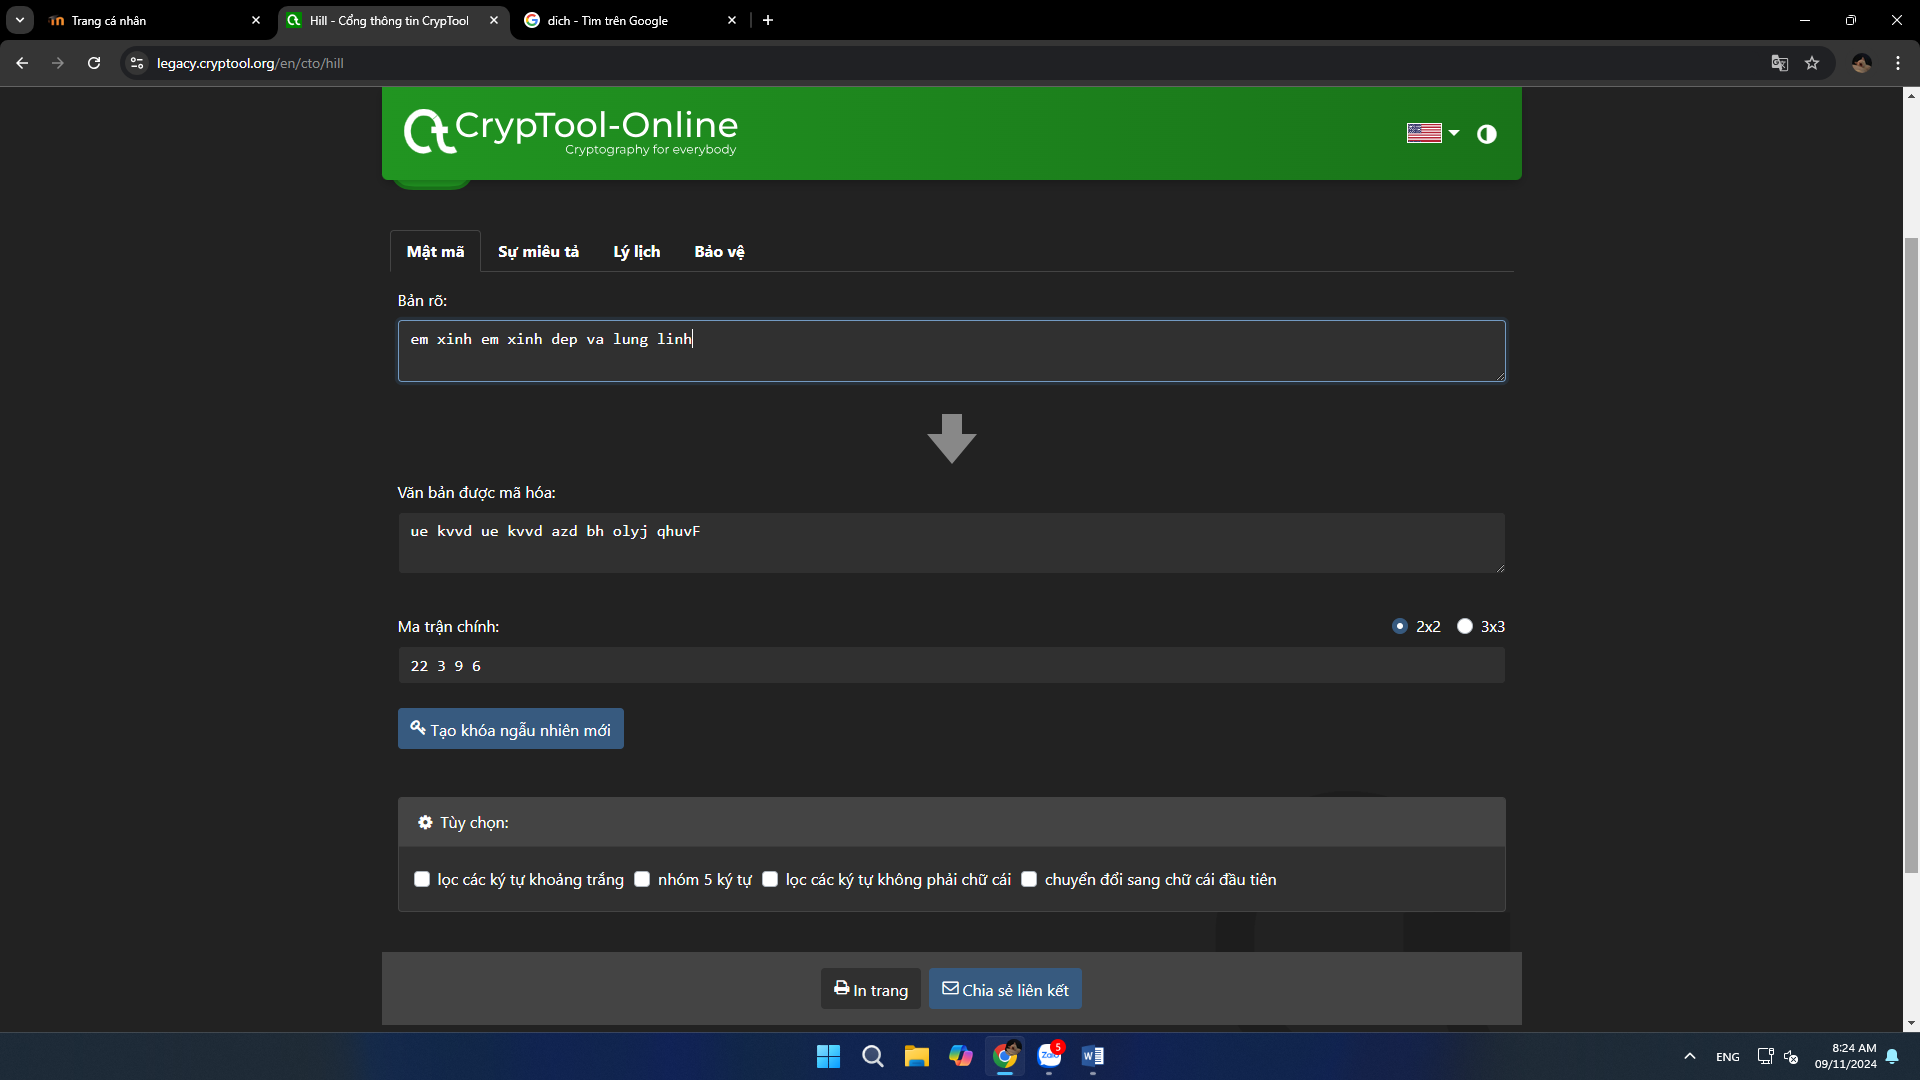 Trang cá nhân
Hill - Cổng thông tin CrypTool
dich - Tìm trên Google
legacy.cryptool.org/en/cto/hill
CrypTool-Online
Cryptography for everybody
Mật mã Sự miêu tả Lý lịch Bảo vệ
Bản rõ:
em xinh em xinh dep va lung linh
Văn bản được mã hóa:
ue kvvd ue kvvd azd bh olyj qhuvF
Ma trận chính:
2x2 3x3
22 3 9 6
Tạo khóa ngẫu nhiên mới
Tùy chọn:
lọc các ký tự khoảng trắng nhóm 5 ký tự lọc các ký tự không phải chữ cái chuyển đổi sang chữ cái đầu tiên
In trang Chia sẻ liên kết
Zalo
5
ENG
8:24 AM
09/11/2024